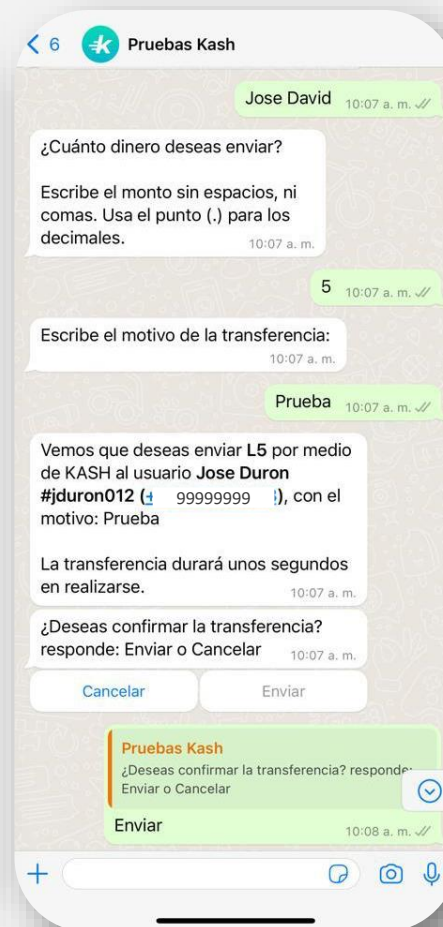 6 Pruebas Kash
Jose David 10:07 a. m.
¿Cuánto dinero deseas enviar?
Escribe el monto sin espacios, ni
comas. Usa el punto (.) para los
decimales.
10:07 a. m.
5 10:07 a. m.
Escribe el motivo de la transferencia:
10:07 a. m.
Prueba 10:07 a. m.
Vemos que deseas enviar L5 por medio
de KASH al usuario Jose Duron
#jduron012 (+ 99999999 ), con el
motivo: Prueba
La transferencia durará unos segundos
en realizarse.
10:07 a. m.
¿Deseas confirmar la transferencia?
responde: Enviar o Cancelar 10:07 a. m.
Cancelar Enviar
Pruebas Kash
¿Deseas confirmar la transferencia? responde:
Enviar o Cancelar
Enviar 10:08 a. m.